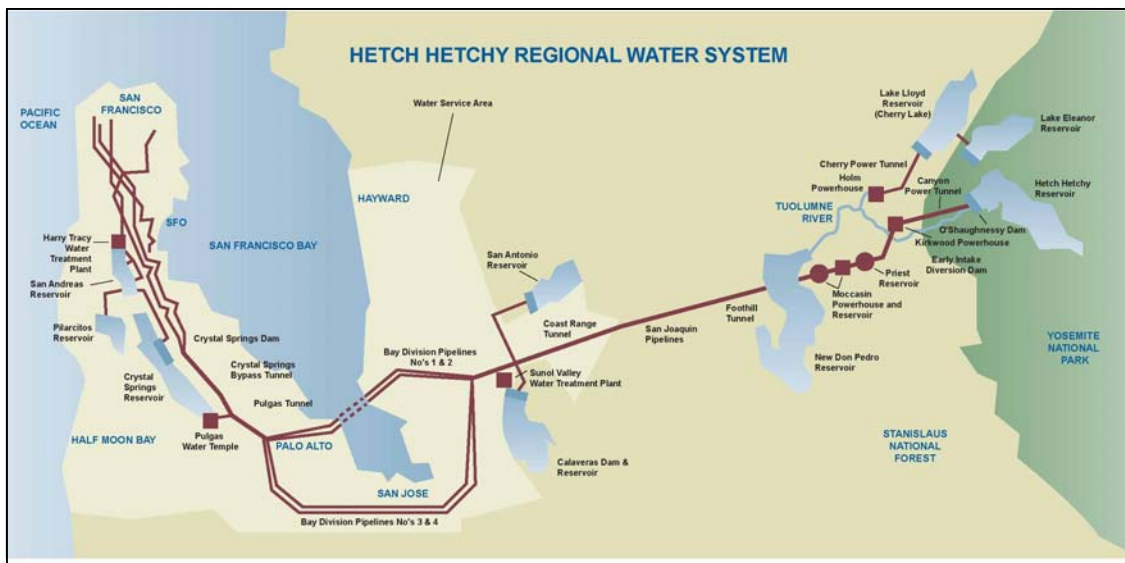 HETCH HETCHY REGIONAL WATER SYSTEM
PACIFIC
OCEAN
SAN
FRANCISCO
Water Service Area
Lake Lloyd
Reservoir
(Cherry Lake)
Lake Eleanor
Reservoir
Cherry Power Tunnel
Holm
Powerhouse
Canyon
Power Tunnel
Hetch Hetchy
Reservoir
HAYWARD
TUOLUMNE
RIVER
SFO
SAN FRANCISCO BAY
O'Shaughnessy Dam
Kirkwood Powerhouse
Early Intake
Diversion Dam
Harry Tracy
Water
Treatment
Plant
San Antonio
Reservoir
Priest
Reservoir
San Andreas
Reservoir
Moccasin
Powerhouse and
Reservoir
Foothill
Tunnel
Pilarcitos
Reservoir
Crystal Springs Dam
Coast Range
Tunnel
San Joaquin
Pipelines
YOSEMITE
NATIONAL
PARK
Bay Division Pipelines
No's 1 & 2
Crystal Springs
Bypass Tunnel
New Don Pedro
Reservoir
Crystal
Springs
Reservoir
Sunol Valley
Water Treatment Plant
Pulgas Tunnel
HALF MOON BAY
Pulgas
Water Temple
PALO ALTO
STANISLAUS
NATIONAL
FOREST
Calaveras Dam &
Reservoir
SAN JOSE
Bay Division Pipelines No's 3 & 4